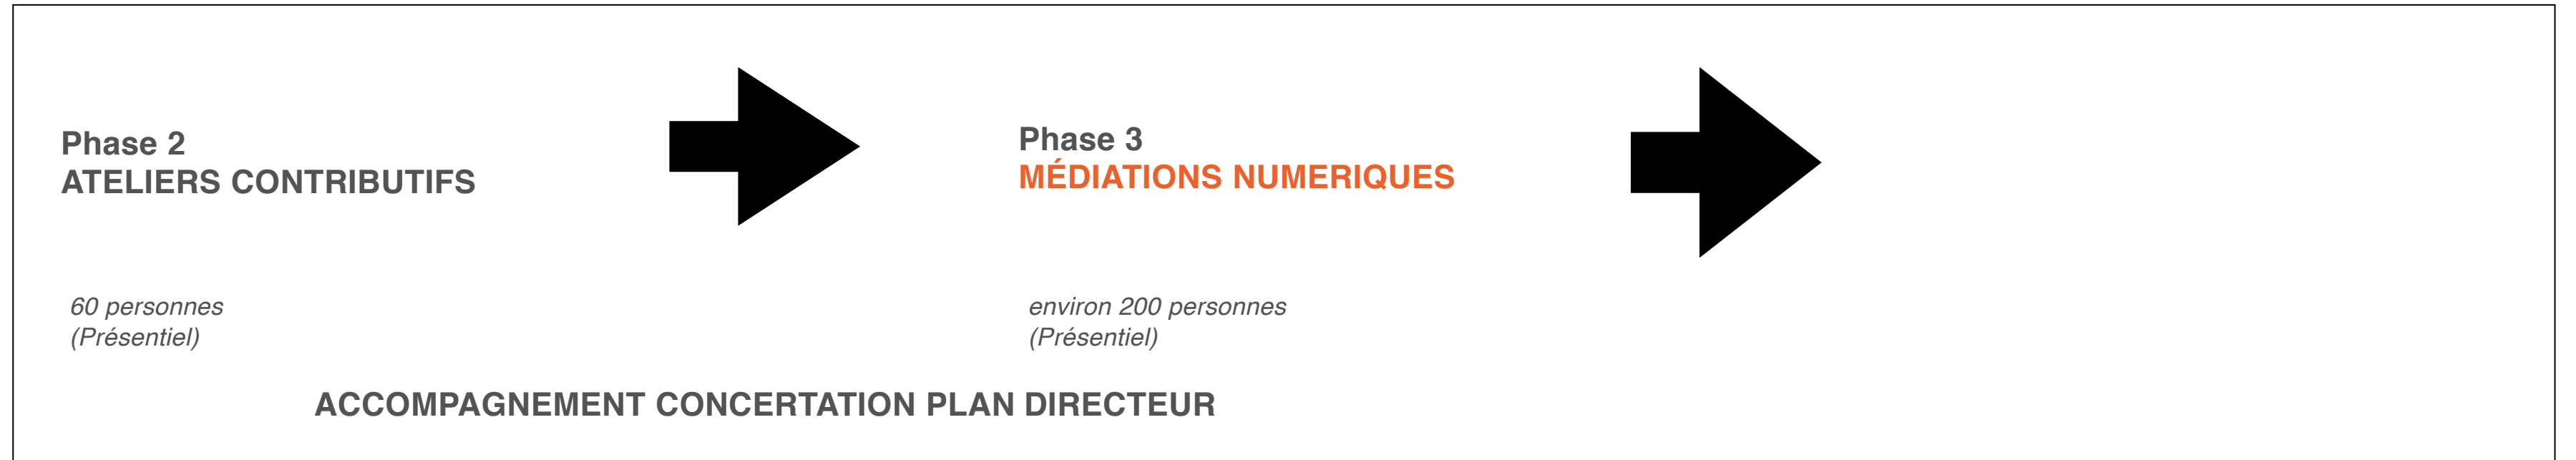 Phase 2
ATELIERS CONTRIBUTIFS
60 personnes
(Présentiel)
Phase 3
MÉDIATIONS NUMERIQUES
environ 200 personnes
(Présentiel)
ACCOMPAGNEMENT CONCERTATION PLAN DIRECTEUR